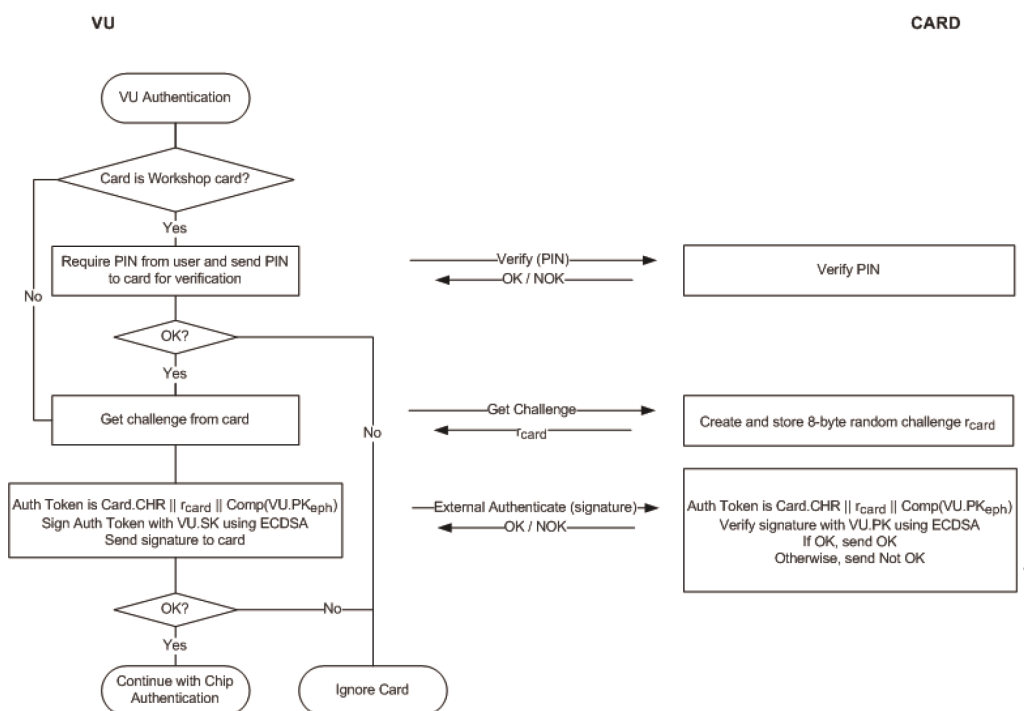 VU
CARD
VU Authentication
Card is Workshop card?
Yes
Require PIN from user and send PIN
to card for verification
Verify (PIN)
OK / NOK
Verify PIN
No
OK?
Yes
Get challenge from card
No
Get Challenge
rcard
Create and store 8-byte random challenge rcard
Auth Token is Card.CHR || rcard || Comp(VU.PKeph)
Sign Auth Token with VU.SK using ECDSA
Send signature to card
External Authenticate (signature)
OK / NOK
Auth Token is Card.CHR || rcard || Comp(VU.PKeph)
Verify signature with VU.PK using ECDSA
If OK, send OK
Otherwise, send Not OK
OK?
No
Yes
Continue with Chip
Authentication
Ignore Card